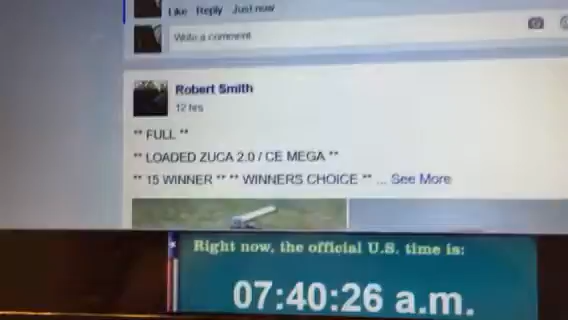 Like Reply Just now
Write a comment
Robert Smith
12 hrs
** FULL **
** LOADED ZUCA 2.0 / CE MEGA **
** 15 WINNER ** ** WINNERS CHOICE ** ... See More
Right now, the official U.S. time is:
07:40:26 a.m.